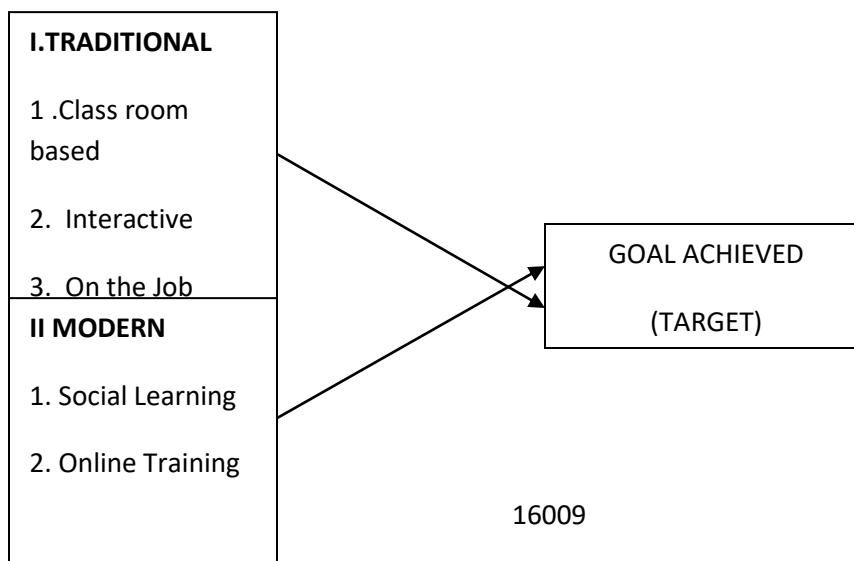 I.TRADITIONAL
1 .Class room
based
2. Interactive
3. On the Job
II MODERN
1. Social Learning
2. Online Training
GOAL ACHIEVED
(TARGET)
16009